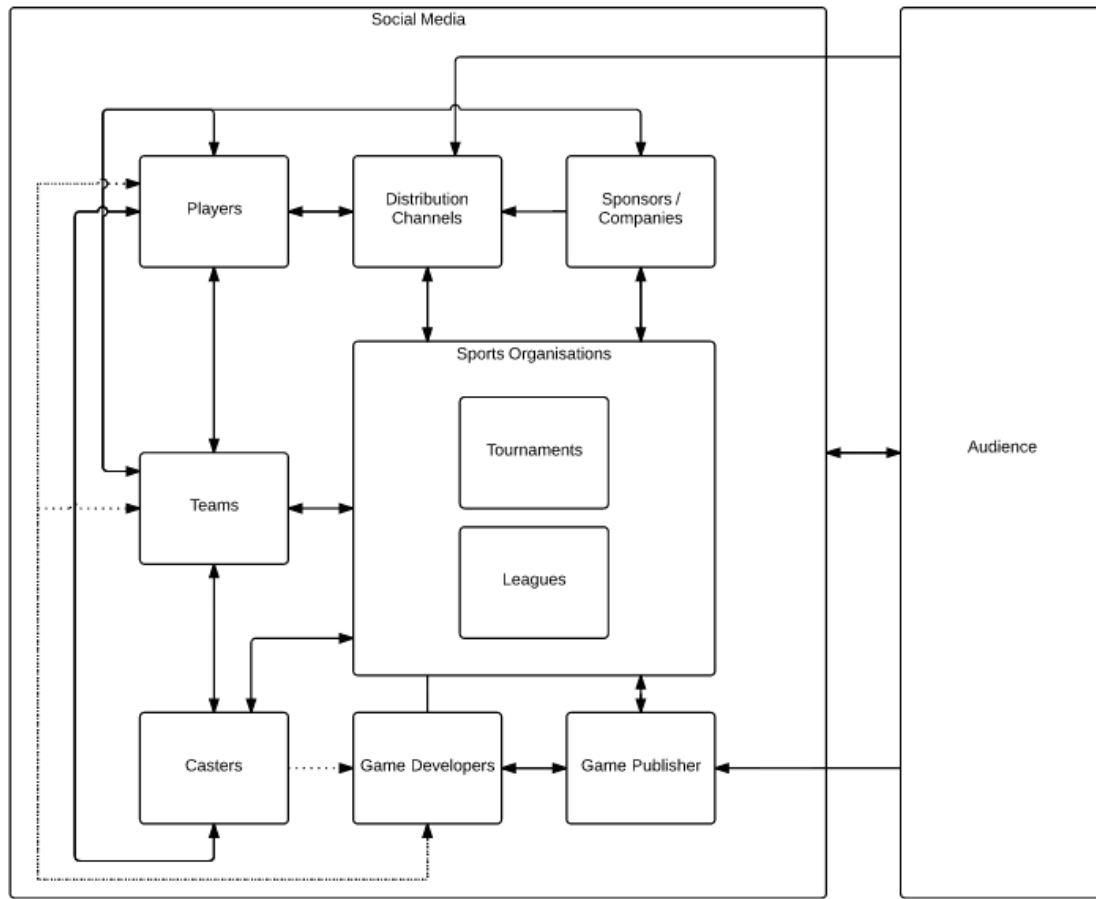 Social Media
Players
Distribution
Channels
Sponsors /
Companies
Sports Organisations
Tournaments
Audience
Teams
Leagues
Casters
Game Developers
Game Publisher